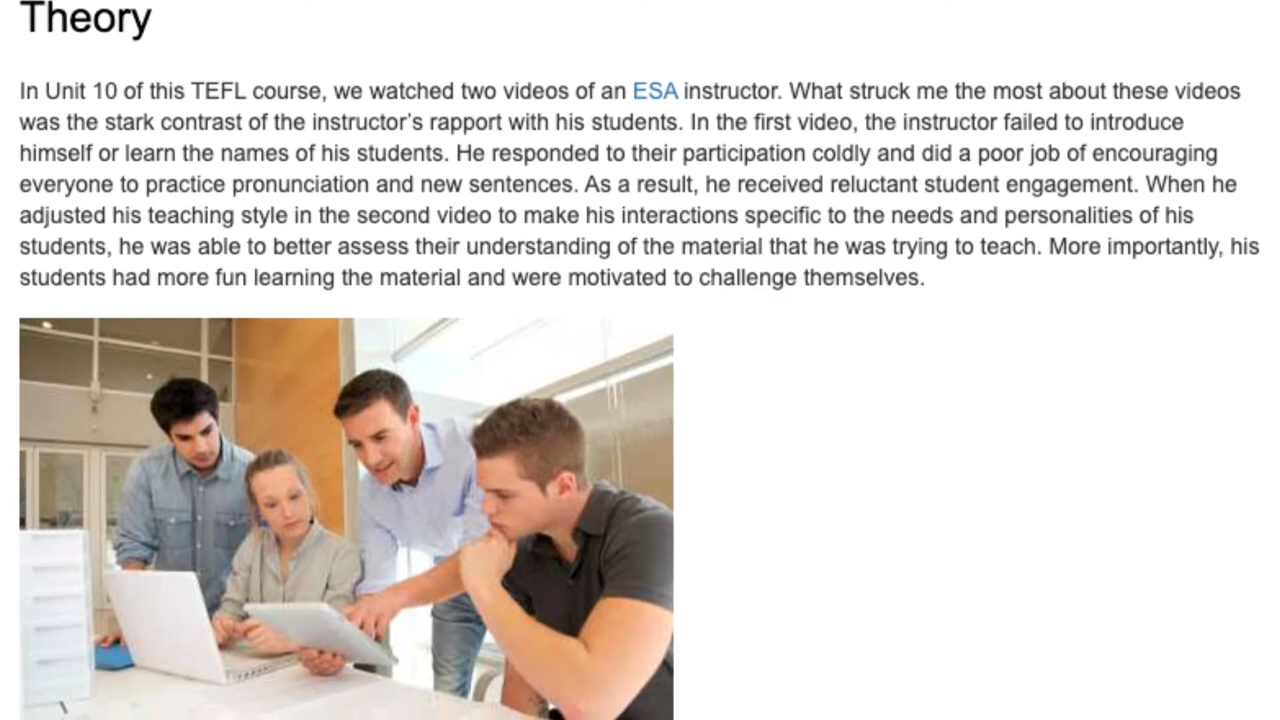 Theory
In Unit 10 of this TEFL course, we watched two videos of an ESA instructor. What struck me the most about these videos
was the stark contrast of the instructor's rapport with his students. In the first video, the instructor failed to introduce
himself or learn the names of his students. He responded to their participation coldly and did a poor job of encouraging
everyone to practice pronunciation and new sentences. As a result, he received reluctant student engagement. When he
adjusted his teaching style in the second video to make his interactions specific to the needs and personalities of his
students, he was able to better assess their understanding of the material that he was trying to teach. More importantly, his
students had more fun learning the material and were motivated to challenge themselves.